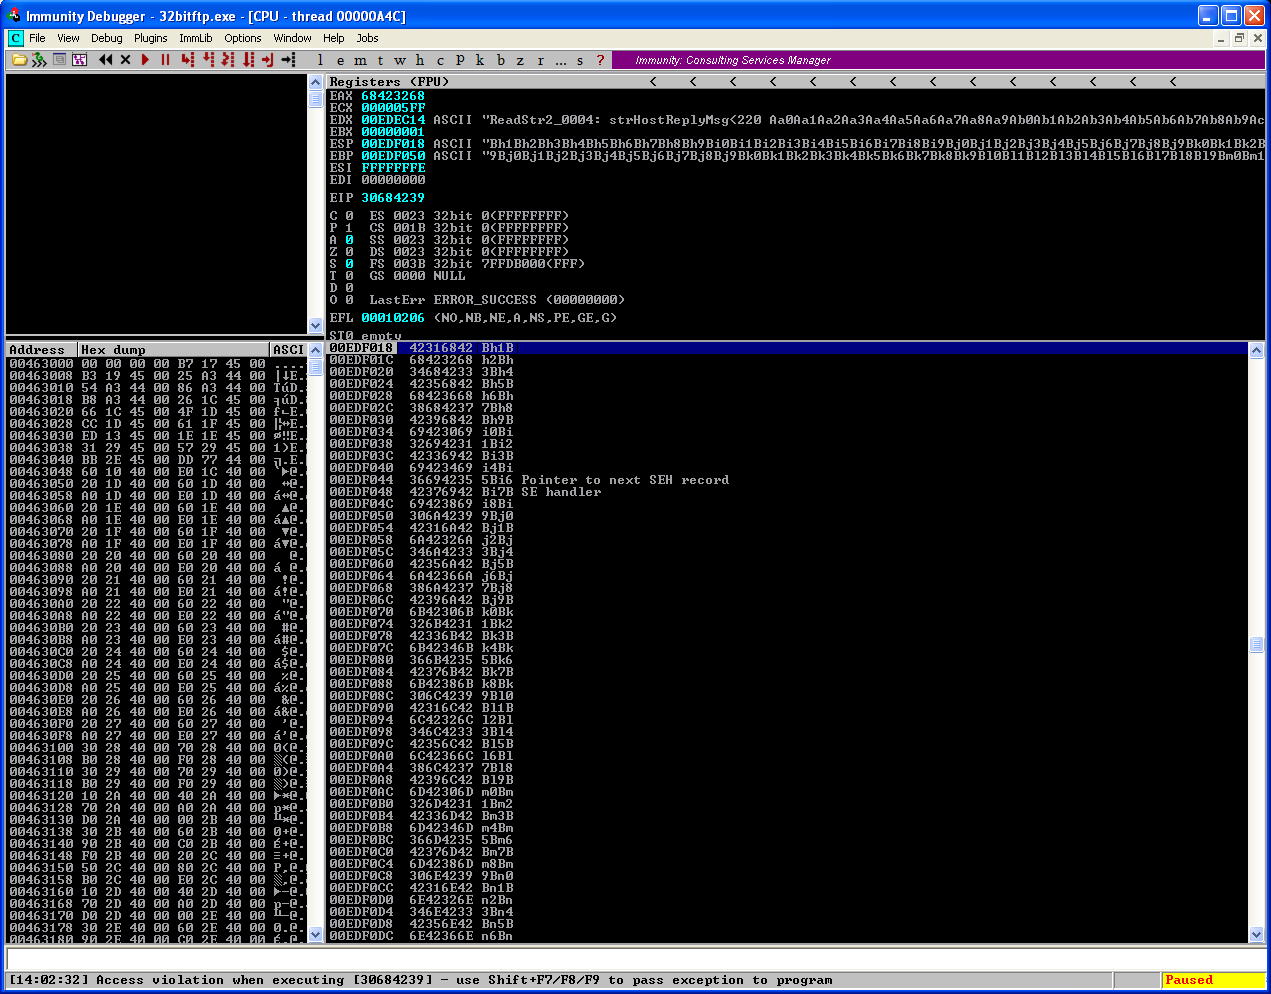 Immunity Debugger - 32bitftp.exe - [CPU - thread 00000A4C]
C File View Debug Plugins ImmLib Options Window Help Jobs
l e m t w h c P k b z r ... s ? Immunity: Consulting Services Manager
Registers (FPU) < < < < < < < < < < < < < <
EAX 68423268
ECX 000005FF
EDX 00EDEC14 ASCII "ReadStr2_0004: strHostReplyMsg<220 Aa0Aa1Aa2Aa3Aa4Aa5Aa6Aa7Aa8Aa9Ab0Ab1Ab2Ab3Ab4Ab5Ab6Ab7Ab8Ab9Ac
EBX 00000001
ESP 00EDF018 ASCII "Bh1Bh2Bh3Bh4Bh5Bh6Bh7Bh8Bh9Bi0Bi1Bi2Bi3Bi4Bi5Bi6Bi7Bi8Bi9Bj0Bj1Bj2Bj3Bj4Bj5Bj6Bj7Bj8Bj9Bk0Bk1Bk2B
EBP 00EDF050 ASCII "9Bj0Bj1Bj2Bj3Bj4Bj5Bj6Bj7Bj8Bj9Bk0Bk1Bk2Bk3Bk4Bk5Bk6Bk7Bk8Bk9Bl0Bl1Bl2Bl3Bl4Bl5Bl6Bl7Bl8Bl9Bm0Bm1
ESI FFFFFFFE
EDI 00000000
EIP 30684239
C 0 ES 0023 32bit 0(FFFFFFFF)
P 1 CS 001B 32bit 0(FFFFFFFF)
A 0 SS 0023 32bit 0(FFFFFFFF)
Z 0 DS 0023 32bit 0(FFFFFFFF)
S 0 FS 003B 32bit 7FFDB000(FFF)
T 0 GS 0000 NULL
D 0
O 0 LastErr ERROR_SUCCESS (00000000)
EFL 00010206 (NO,NB,NE,A,NS,PE,GE,G)
ST0 empty
Address Hex dump ASCI
00463000 00 00 00 00 B7 17 45 00
00463008 B3 19 45 00 25 A3 44 00
00463010 54 A3 44 00 86 A3 44 00
00463018 B8 A3 44 00 26 1C 45 00
00463020 66 1C 45 00 4F 1D 45 00
00463028 CC 1D 45 00 61 1F 45 00
00463030 ED 13 45 00 1E 1E 45 00
00463038 31 29 45 00 57 29 45 00
00463040 BB 2E 45 00 DD 77 44 00
00463048 60 10 40 00 E0 1C 40 00
00463050 20 1D 40 00 60 1D 40 00
00463058 A0 1D 40 00 E0 1D 40 00
00463060 20 1E 40 00 60 1E 40 00
00463068 A0 1E 40 00 E0 1E 40 00
00463070 20 1F 40 00 60 1F 40 00
00463078 A0 1F 40 00 E0 1F 40 00
00463080 20 20 40 00 60 20 40 00
00463088 A0 20 40 00 E0 20 40 00
00463090 20 21 40 00 60 21 40 00
00463098 A0 21 40 00 E0 21 40 00
004630A0 20 22 40 00 60 22 40 00
004630A8 A0 22 40 00 E0 22 40 00
004630B0 20 23 40 00 60 23 40 00
004630B8 A0 23 40 00 E0 23 40 00
004630C0 20 24 40 00 60 24 40 00
004630C8 A0 24 40 00 E0 24 40 00
004630D0 20 25 40 00 60 25 40 00
004630D8 A0 25 40 00 E0 25 40 00
004630E0 20 26 40 00 60 26 40 00
004630E8 A0 26 40 00 E0 26 40 00
004630F0 20 27 40 00 60 27 40 00
004630F8 A0 27 40 00 E0 27 40 00
00463100 30 28 40 00 70 28 40 00
00463108 B0 28 40 00 F0 28 40 00
00463110 30 29 40 00 70 29 40 00
00463118 B0 29 40 00 F0 29 40 00
00463120 10 2A 40 00 40 2A 40 00
00463128 70 2A 40 00 A0 2A 40 00
00463130 D0 2A 40 00 00 2B 40 00
00463138 30 2B 40 00 60 2B 40 00
00463140 90 2B 40 00 C0 2B 40 00
00463148 F0 2B 40 00 20 2C 40 00
00463150 50 2C 40 00 80 2C 40 00
00463158 B0 2C 40 00 E0 2C 40 00
00463160 10 2D 40 00 40 2D 40 00
00463168 70 2D 40 00 A0 2D 40 00
00463170 D0 2D 40 00 00 2E 40 00
00463178 30 2E 40 00 60 2E 40 00
00463180 90 2E 40 00 C0 2E 40 00
00EDF018 42316842 Bh1B
00EDF01C 68423268 h2Bh
00EDF020 34684233 3Bh4
00EDF024 42356842 Bh5B
00EDF028 68423668 h6Bh
00EDF02C 38684237 7Bh8
00EDF030 42396842 Bh9B
00EDF034 69423069 i0Bi
00EDF038 32694231 1Bi2
00EDF03C 42336942 Bi3B
00EDF040 69423469 i4Bi
00EDF044 36694235 5Bi6 Pointer to next SEH record
00EDF048 42376942 Bi7B SE handler
00EDF04C 69423869 i8Bi
00EDF050 306A4239 9Bj0
00EDF054 42316A42 Bj1B
00EDF058 6A42326A j2Bj
00EDF05C 346A4233 3Bj4
00EDF060 42356A42 Bj5B
00EDF064 6A42366A j6Bj
00EDF068 386A4237 7Bj8
00EDF06C 42396A42 Bj9B
00EDF070 6B42306B k0Bk
00EDF074 326B4231 1Bk2
00EDF078 42336B42 Bk3B
00EDF07C 6B42346B k4Bk
00EDF080 366B4235 5Bk6
00EDF084 42376B42 Bk7B
00EDF088 6B42386B k8Bk
00EDF08C 306C4239 9Bl0
00EDF090 42316C42 Bl1B
00EDF094 6C42326C l2Bl
00EDF098 346C4233 3Bl4
00EDF09C 42356C42 Bl5B
00EDF0A0 6C42366C l6Bl
00EDF0A4 386C4237 7Bl8
00EDF0A8 42396C42 Bl9B
00EDF0AC 6D42306D m0Bm
00EDF0B0 326D4231 1Bm2
00EDF0B4 42336D42 Bm3B
00EDF0B8 6D42346D m4Bm
00EDF0BC 366D4235 5Bm6
00EDF0C0 42376D42 Bm7B
00EDF0C4 6D42386D m8Bm
00EDF0C8 306E4239 9Bn0
00EDF0CC 42316E42 Bn1B
00EDF0D0 6E42326E n2Bn
00EDF0D4 346E4233 3Bn4
00EDF0D8 42356E42 Bn5B
00EDF0DC 6E42366E n6Bn
[14:02:32] Access violation when executing [30684239] - use Shift+F7/F8/F9 to pass exception to program
Paused